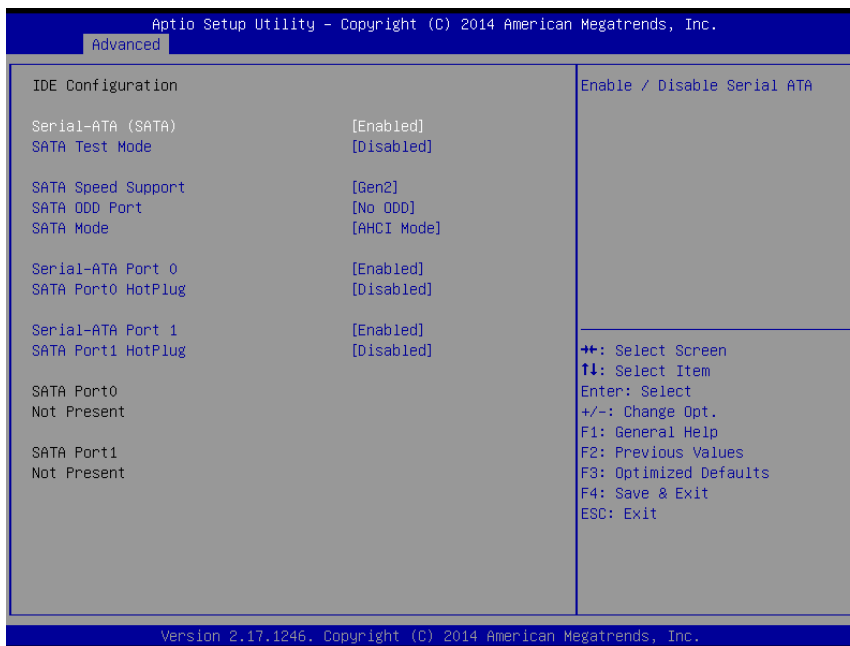 Aptio Setup Utility – Copyright (C) 2014 American Megatrends, Inc.
Advanced
IDE Configuration
Serial-ATA (SATA) [Enabled]
SATA Test Mode [Disabled]
SATA Speed Support [Gen2]
SATA ODD Port [No ODD]
SATA Mode [AHCI Mode]
Serial-ATA Port 0 [Enabled]
SATA Port0 HotPlug [Disabled]
Serial-ATA Port 1 [Enabled]
SATA Port1 HotPlug [Disabled]
SATA Port0
Not Present
SATA Port1
Not Present
Enable / Disable Serial ATA
→←: Select Screen
↑↓: Select Item
Enter: Select
+/-: Change Opt.
F1: General Help
F2: Previous Values
F3: Optimized Defaults
F4: Save & Exit
ESC: Exit
Version 2.17.1246. Copyright (C) 2014 American Megatrends, Inc.